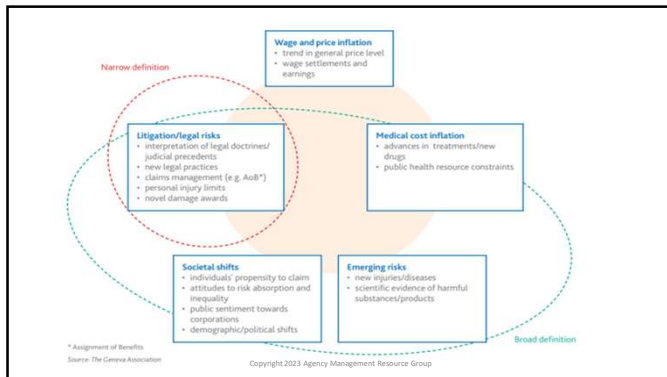 Wage and price inflation
• trend in general price level
• wage settlements and
earnings
Narrow definition
Litigation/legal risks
• interpretation of legal doctrines/
judicial precedents
• new legal practices
• claims management (e.g. AoB*)
• personal injury limits
• novel damage awards
Medical cost inflation
• advances in treatments/new
drugs
• public health resource constraints
Societal shifts
• individuals' propensity to claim
• attitudes to risk absorption and
inequality
• public sentiment towards
corporations
• demographic/political shifts
Emerging risks
• new injuries/diseases
• scientific evidence of harmful
substances/products
Broad definition
* Assignment of Benefits
Source: The Geneva Association
Copyright 2023 Agency Management Resource Group